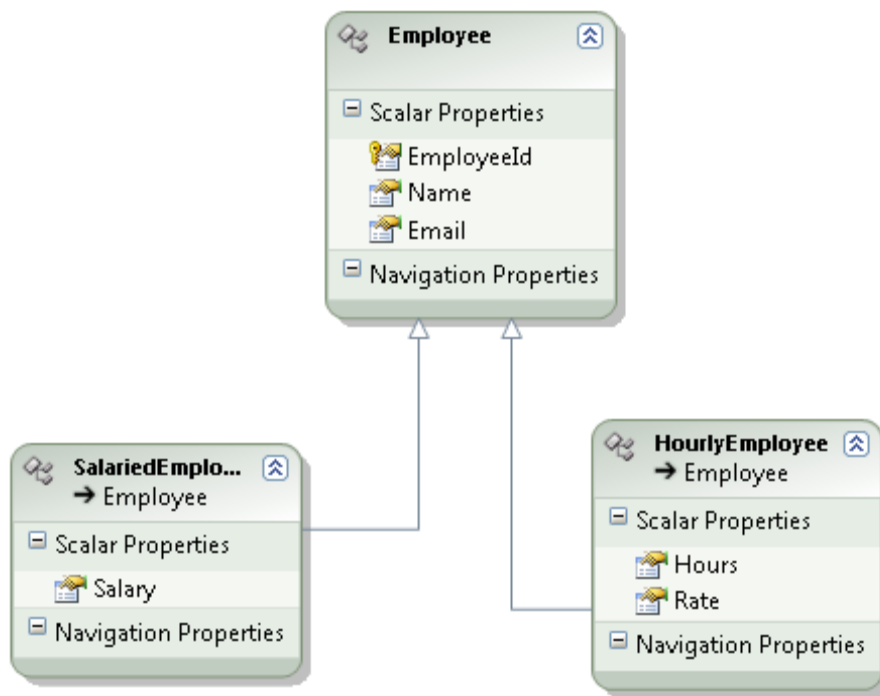 Employee
Scalar Properties
EmployeeId
Name
Email
Navigation Properties
SalariedEmplo...
Employee
Scalar Properties
Salary
Navigation Properties
HourlyEmployee
Employee
Scalar Properties
Hours
Rate
Navigation Properties